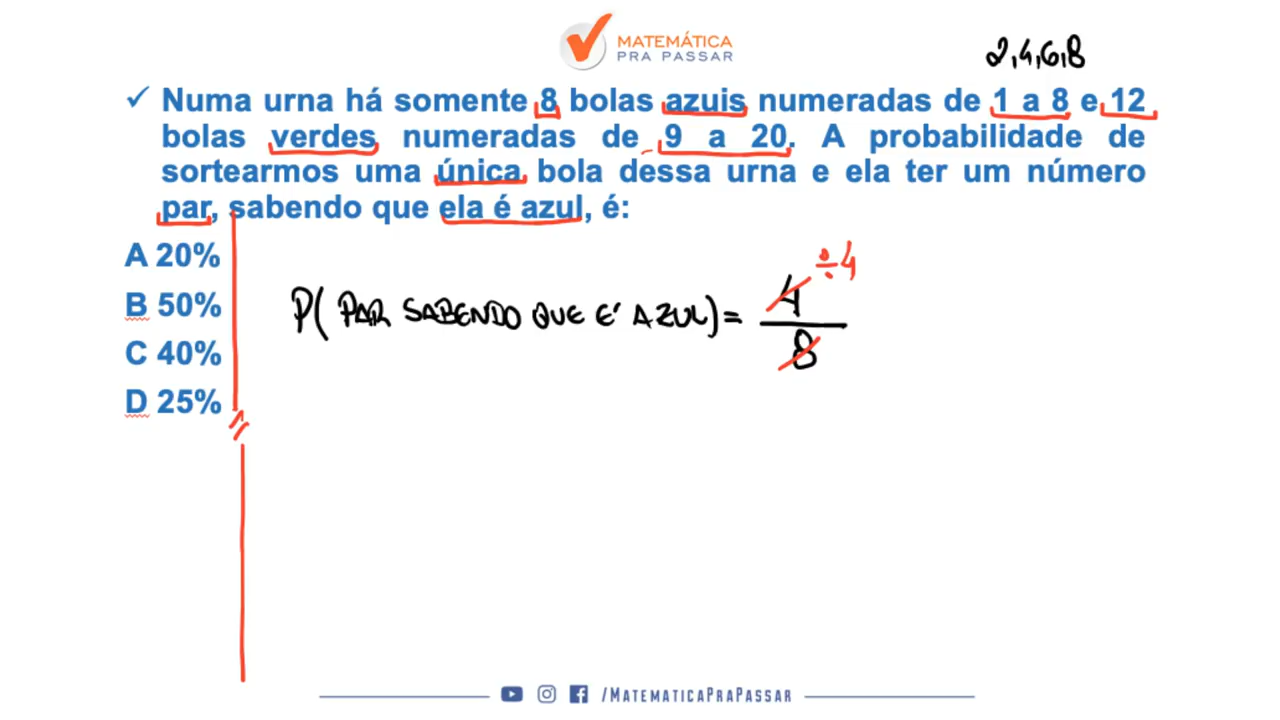 MATEMÁTICA
PRA PASSAR
2,4,6,8
✓ Numa urna há somente 8 bolas azuis numeradas de 1 a 8 e 12
bolas verdes numeradas de 9 a 20. A probabilidade de
sortearmos uma única bola dessa urna e ela ter um número
par, sabendo que ela é azul, é:
A 20%
B 50%
C 40%
D 25%
÷4
P( PAR SABENDO QUE É AZUL) = 4
8
/MATEMATICAPRAPASSAR